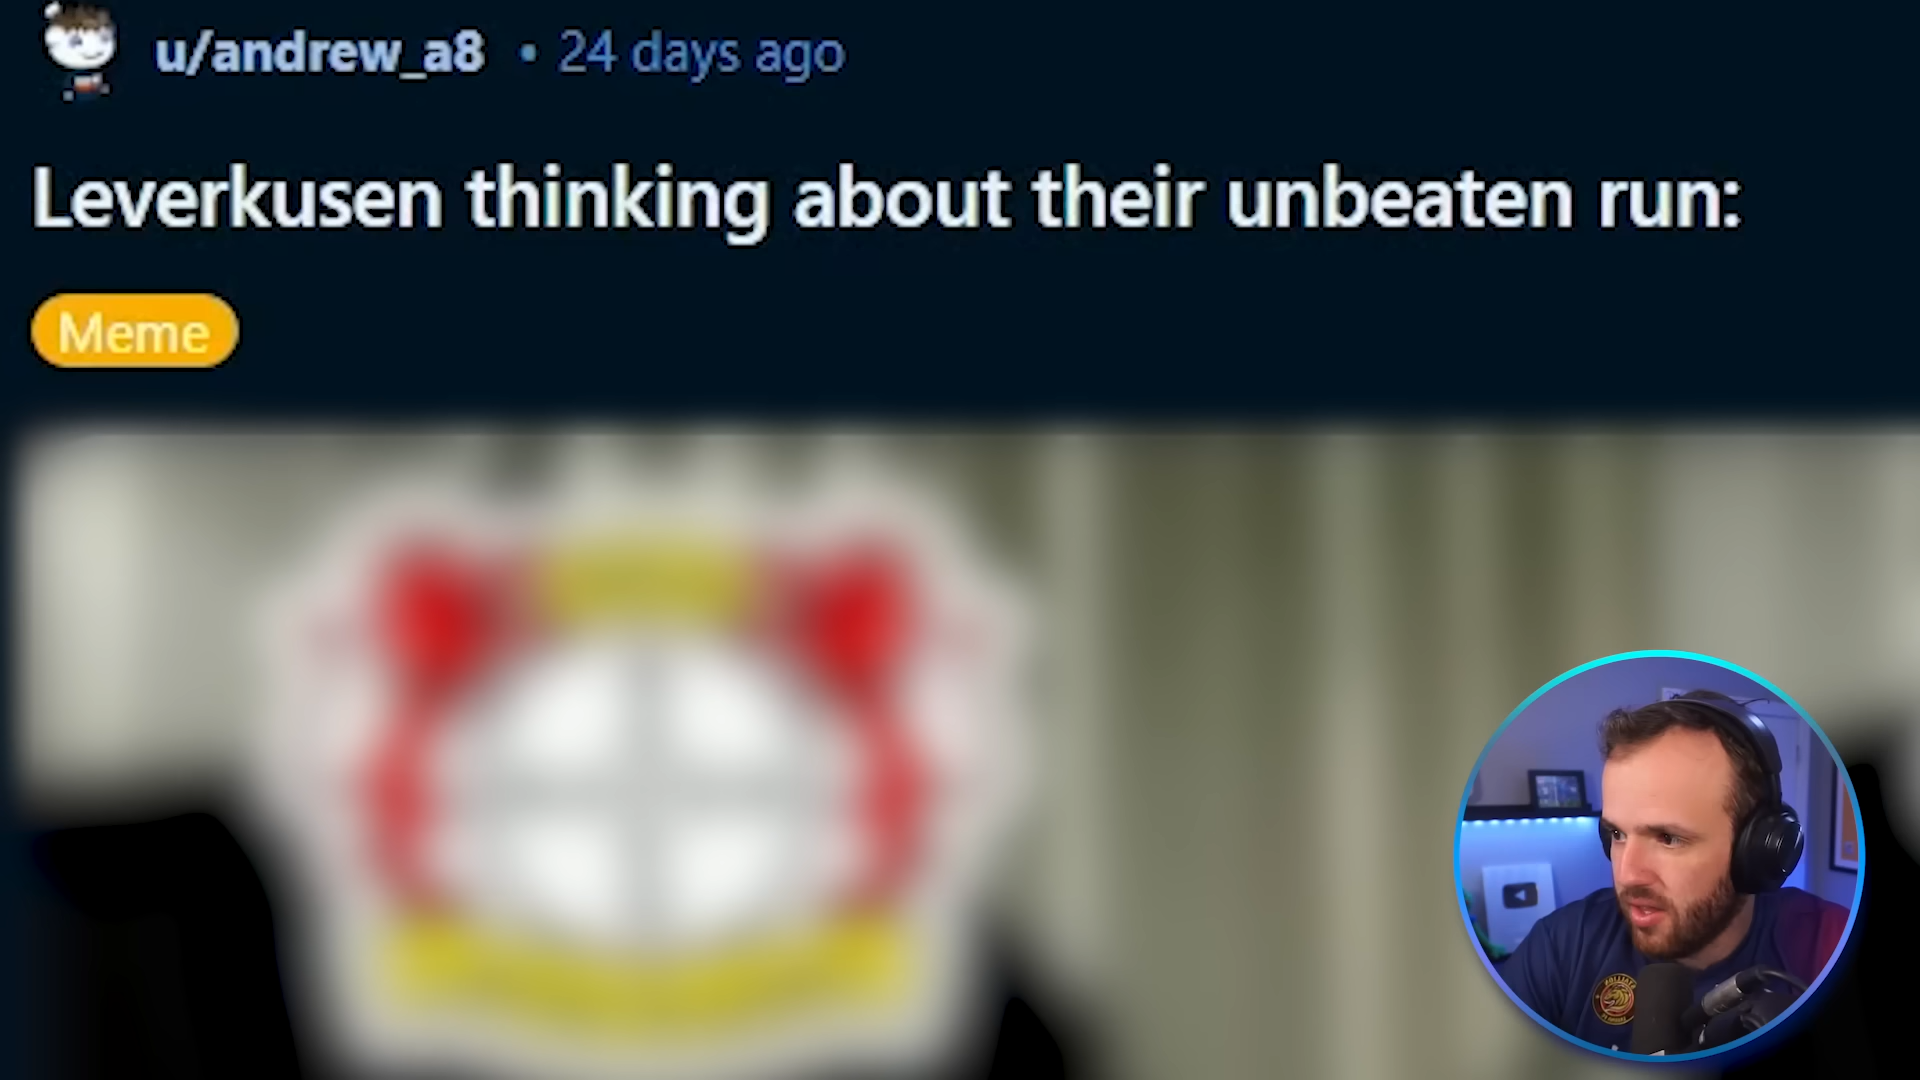 u/andrew_a8 • 24 days ago
Leverkusen thinking about their unbeaten run:
Meme